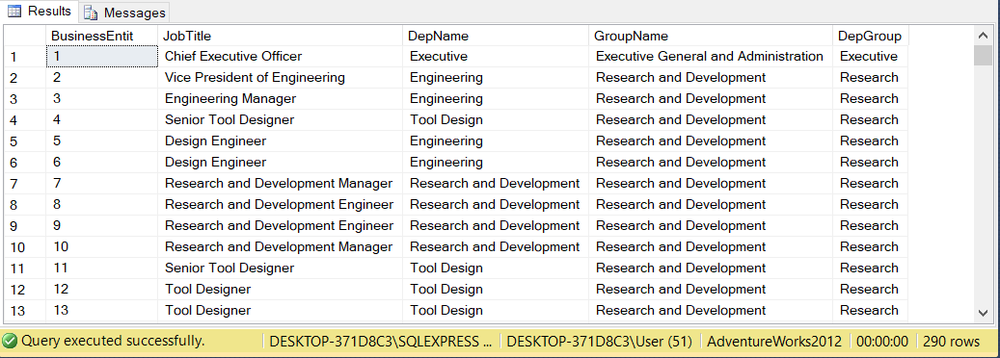 Results Messages
BusinessEntit JobTitle DepName GroupName DepGroup
1 1 Chief Executive Officer Executive Executive General and Administration Executive
2 2 Vice President of Engineering Engineering Research and Development Research
3 3 Engineering Manager Engineering Research and Development Research
4 4 Senior Tool Designer Tool Design Research and Development Research
5 5 Design Engineer Engineering Research and Development Research
6 6 Design Engineer Engineering Research and Development Research
7 7 Research and Development Manager Research and Development Research and Development Research
8 8 Research and Development Engineer Research and Development Research and Development Research
9 9 Research and Development Engineer Research and Development Research and Development Research
10 10 Research and Development Manager Research and Development Research and Development Research
11 11 Senior Tool Designer Tool Design Research and Development Research
12 12 Tool Designer Tool Design Research and Development Research
13 13 Tool Designer Tool Design Research and Development Research
Query executed successfully. DESKTOP-371D8C3\SQLEXPRESS ... DESKTOP-371D8C3\User (51) AdventureWorks2012 00:00:00 290 rows